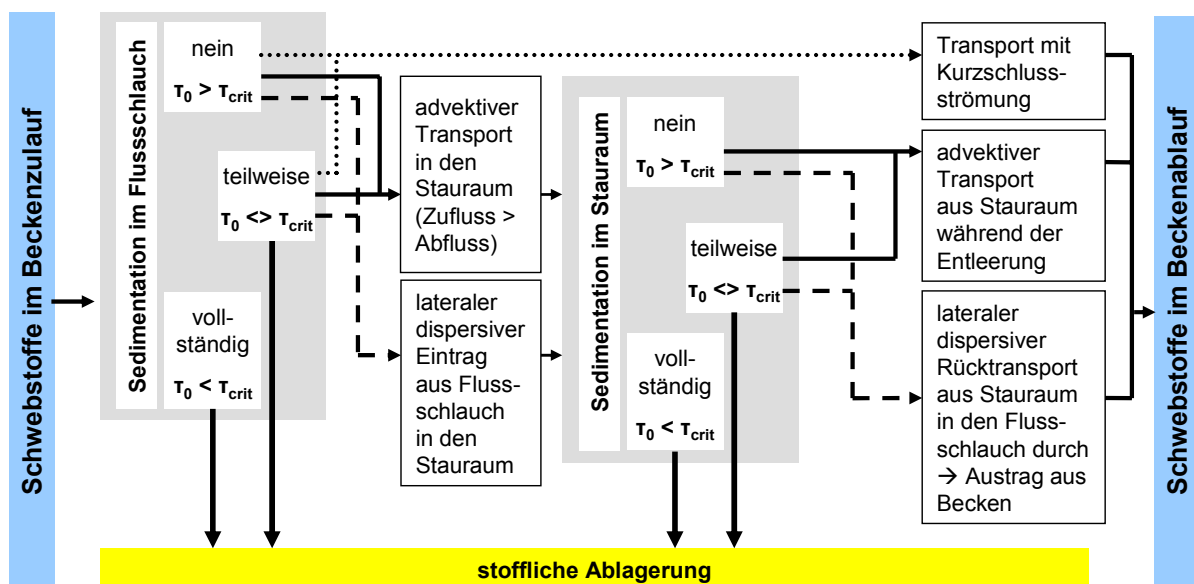 Schwebstoffe im Beckenzulauf
Sedimentation im Flussschlauch
nein
τ0 > τcrit
teilweise
τ0 <> τcrit
voll-
ständig
τ0 < τcrit
advektiver
Transport
in den
Stauraum
(Zufluss >
Abfluss)
lateraler
dispersiver
Eintrag
aus Fluss-
schlauch
in den
Stauraum
Sedimentation im Stauraum
nein
τ0 > τcrit
teilweise
τ0 <> τcrit
voll-
ständig
τ0 < τcrit
Transport mit
Kurzschluss-
strömung
advektiver
Transport
aus Stauraum
während der
Entleerung
lateraler
dispersiver
Rücktransport
aus Stauraum
in den Fluss-
schlauch durch
→ Austrag aus
Becken
Schwebstoffe im Beckenablauf
stoffliche Ablagerung